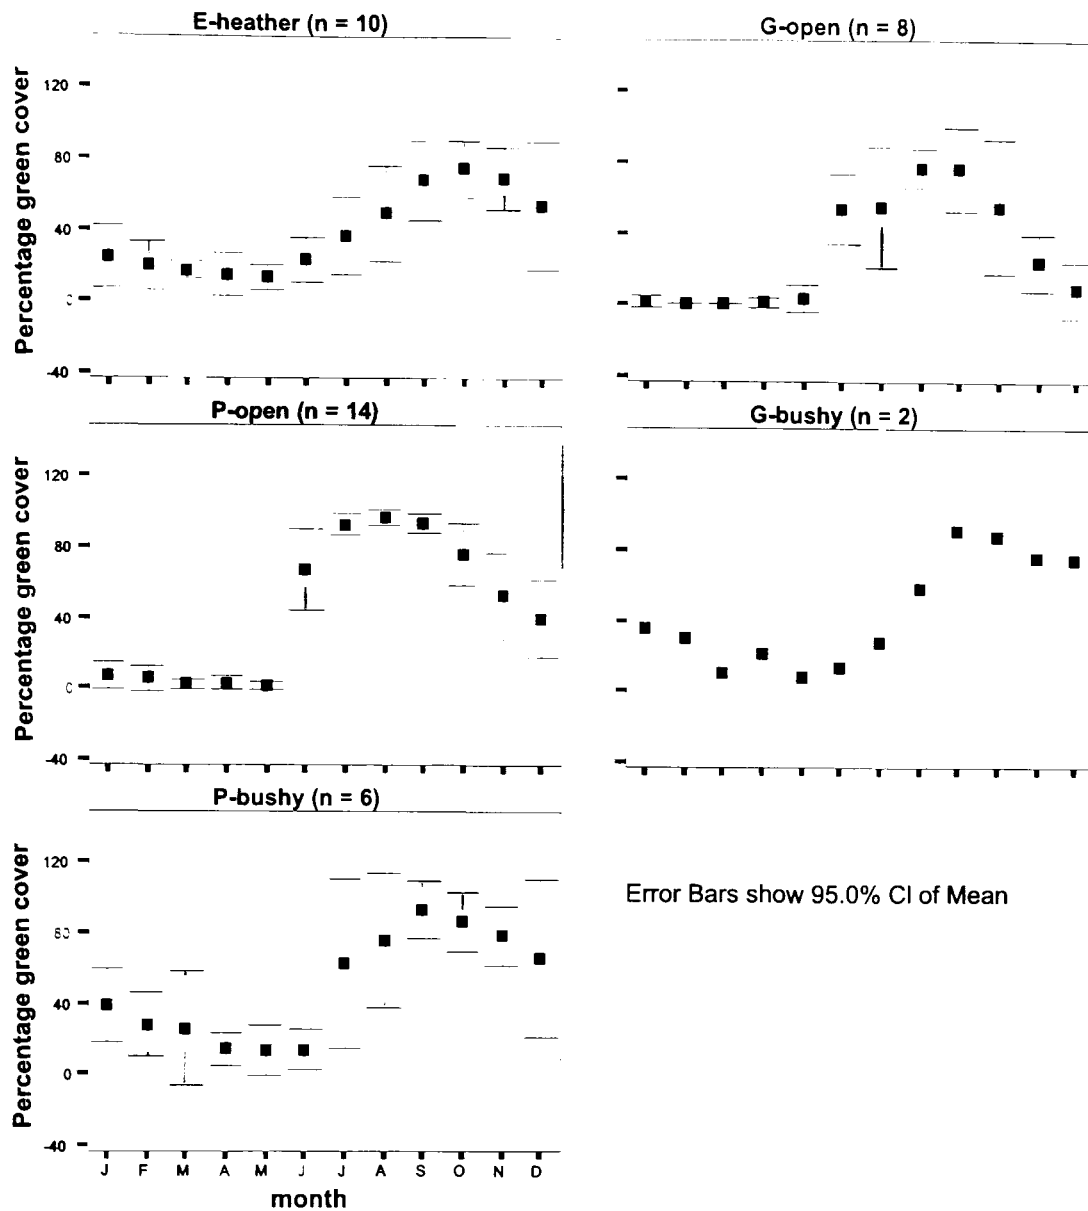 E-heather (n = 10)
G-open (n = 8)
Percentage green cover
120
80
40
0
-40
P-open (n = 14)
G-bushy (n = 2)
Percentage green cover
120
80
40
0
-40
P-bushy (n = 6)
Percentage green cover
120
80
40
0
-40
J F M A M J J A S O N D
month
Error Bars show 95.0% CI of Mean